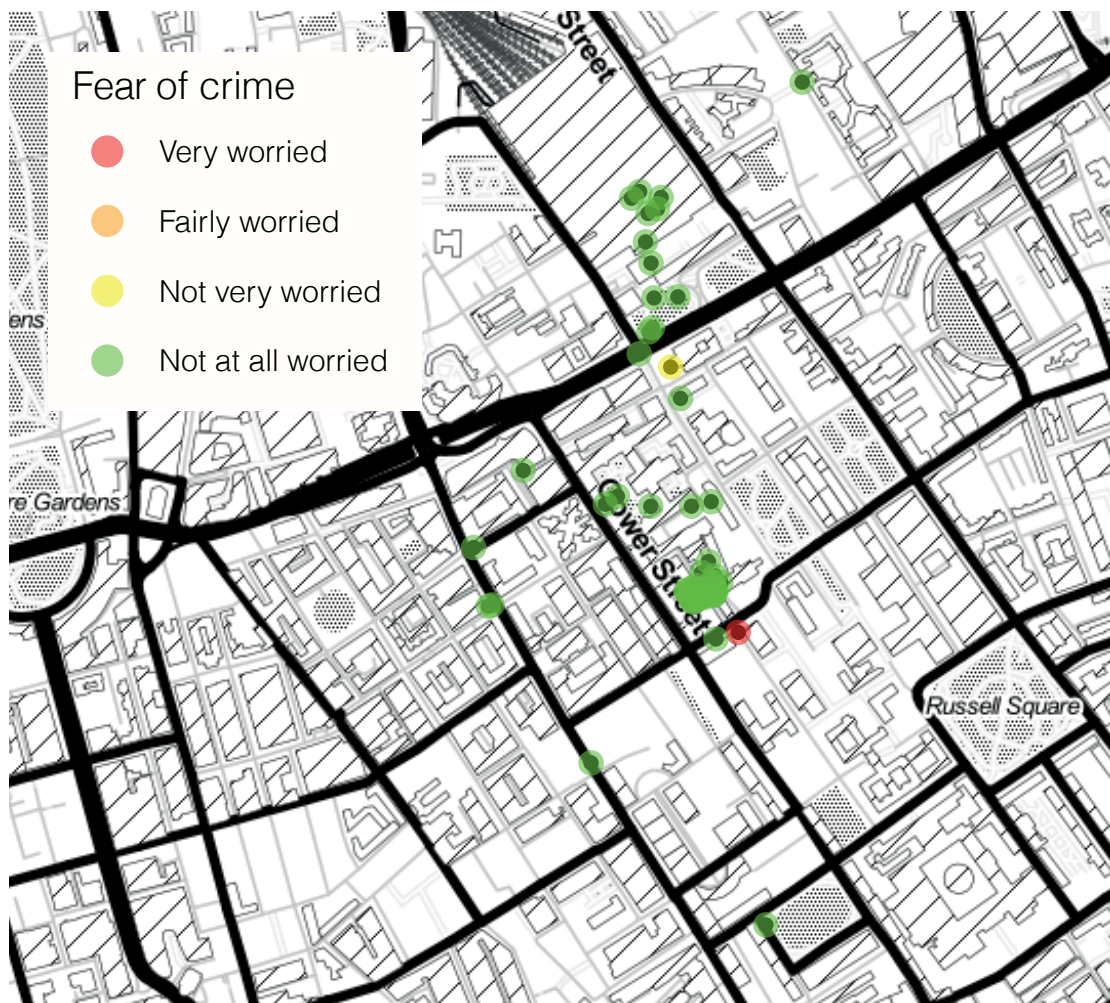 Street
Fear of crime
Very worried
Fairly worried
Not very worried
Not at all worried
ens
re Gardens
Gower Street
Russell Square